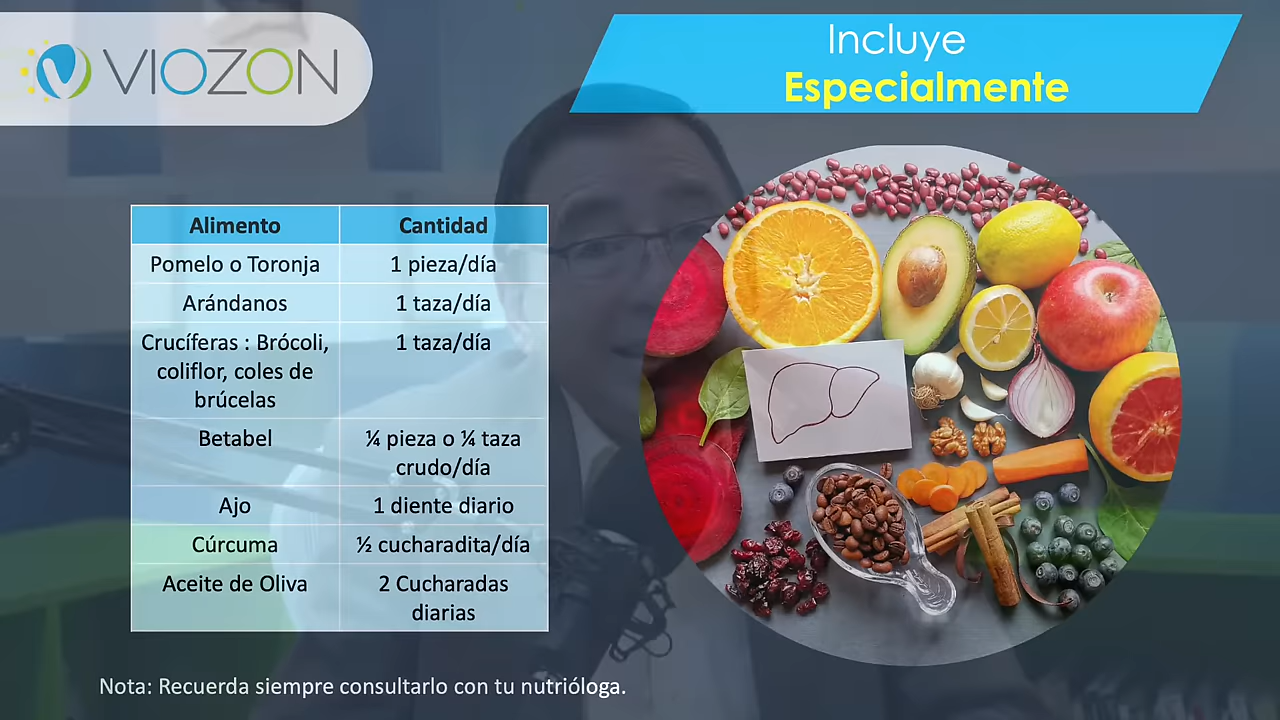 VIOZON
Incluye
Especialmente
Alimento Cantidad
Pomelo o Toronja 1 pieza/día
Arándanos 1 taza/día
Crucíferas : Brócoli, 1 taza/día
coliflor, coles de
brúcelas
Betabel ¼ pieza o ¼ taza
crudo/día
Ajo 1 diente diario
Cúrcuma ½ cucharadita/día
Aceite de Oliva 2 Cucharadas
diarias
Nota: Recuerda siempre consultarlo con tu nutrióloga.